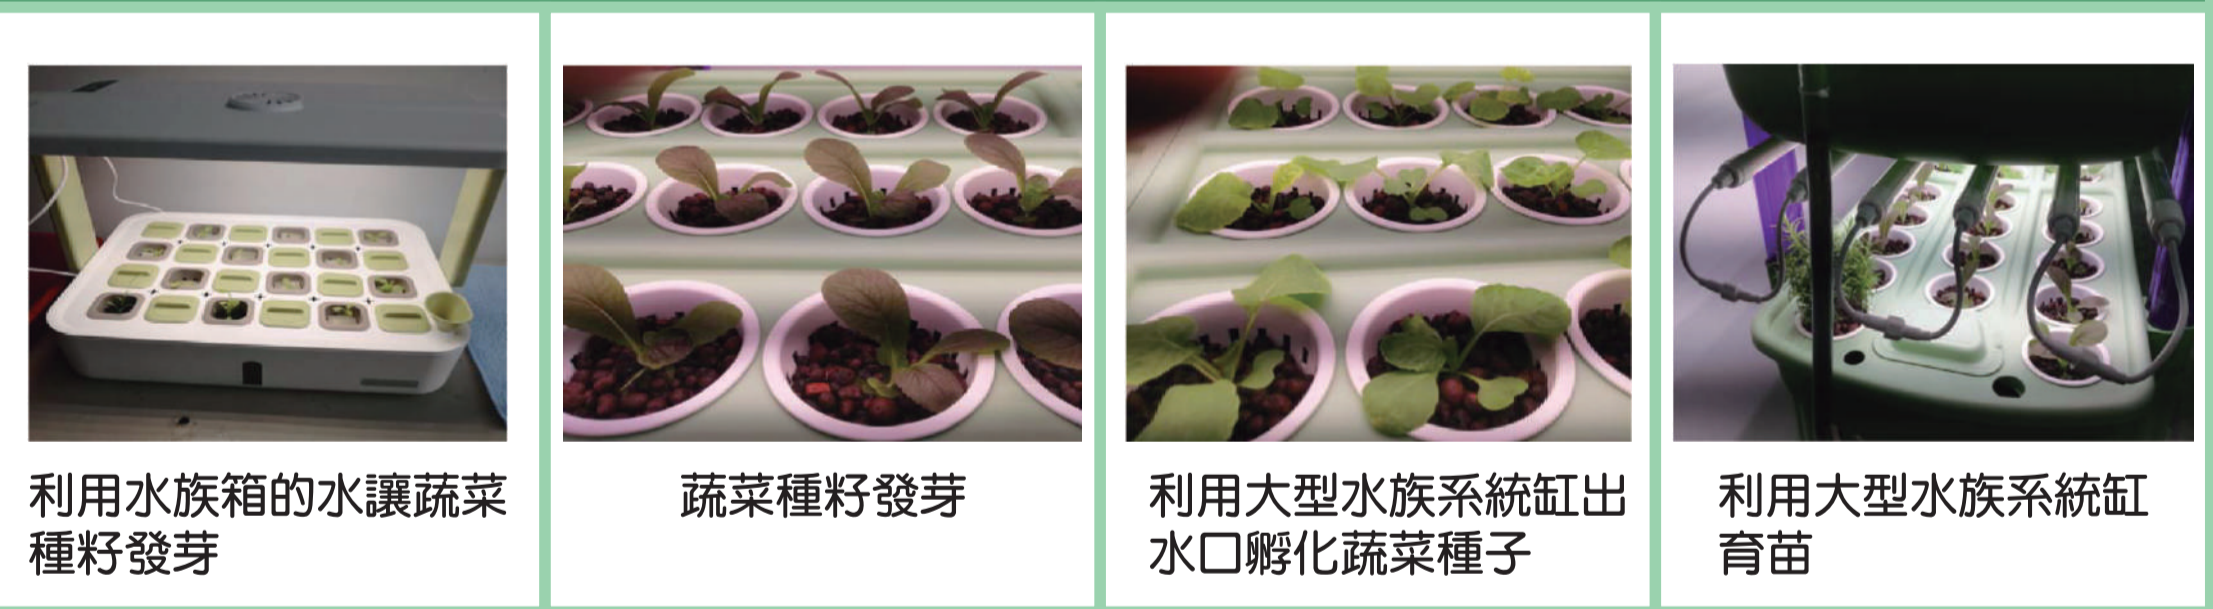 利用水族箱的水讓蔬菜
種籽發芽
蔬菜種籽發芽
利用大型水族系統缸出
水口孵化蔬菜種子
利用大型水族系統缸
育苗